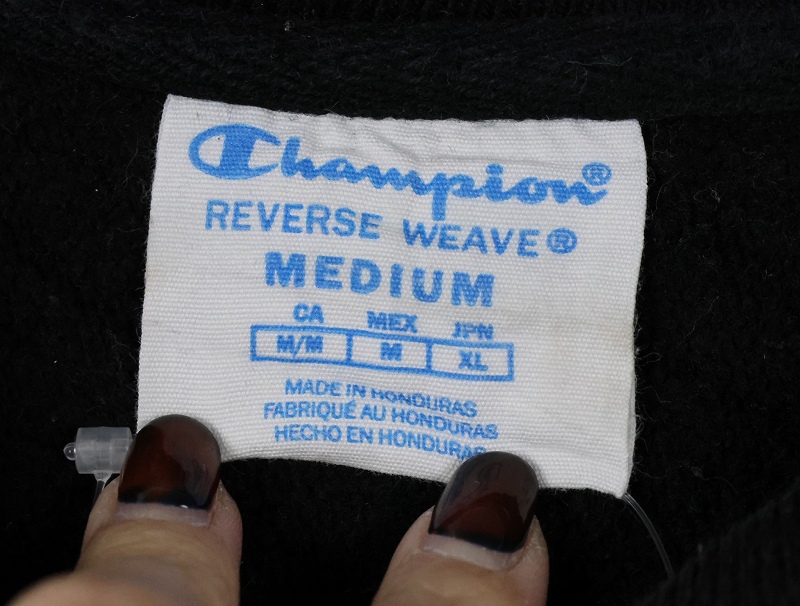 Champion®
REVERSE WEAVE®
MEDIUM
CA MEX JPN
M/M M XL
MADE IN HONDURAS
FABRIQUÉ AU HONDURAS
HECHO EN HONDURAS